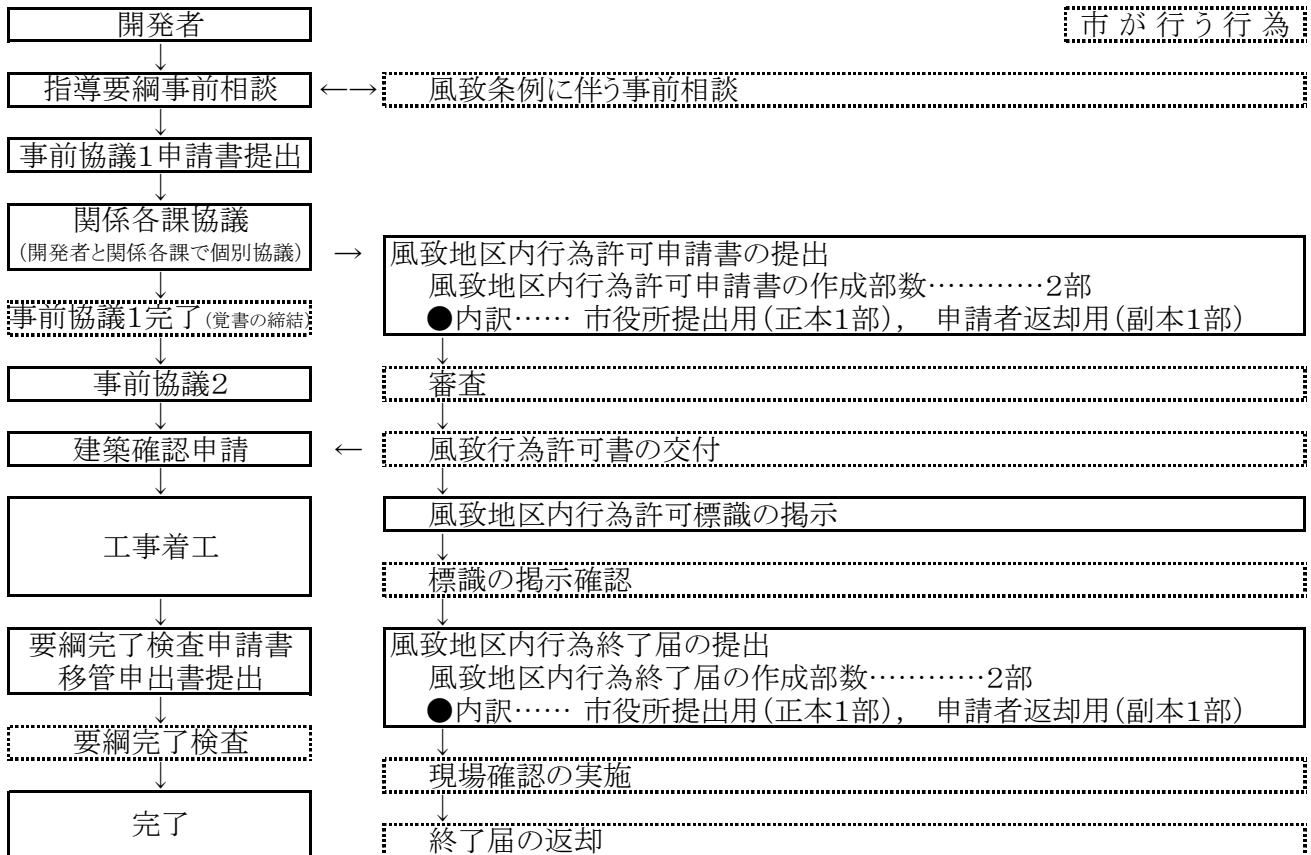 開発者
市が行う行為
↓
指導要綱事前相談 ←→ 風致条例に伴う事前相談
↓
事前協議1申請書提出
↓
関係各課協議
(開発者と関係各課で個別協議) → 風致地区内行為許可申請書の提出
風致地区内行為許可申請書の作成部数…………2部
●内訳…… 市役所提出用(正本1部), 申請者返却用(副本1部)
↓
事前協議1完了(覚書の締結)
↓ ↓
事前協議2 審査
↓ ↓
建築確認申請 ← 風致行為許可書の交付
↓ ↓
風致地区内行為許可標識の掲示
工事着工
↓
標識の掲示確認
↓ ↓
要綱完了検査申請書
移管申出書提出
風致地区内行為終了届の提出
風致地区内行為終了届の作成部数…………2部
●内訳…… 市役所提出用(正本1部), 申請者返却用(副本1部)
↓
要綱完了検査
↓ ↓
現場確認の実施
完了
↓
終了届の返却